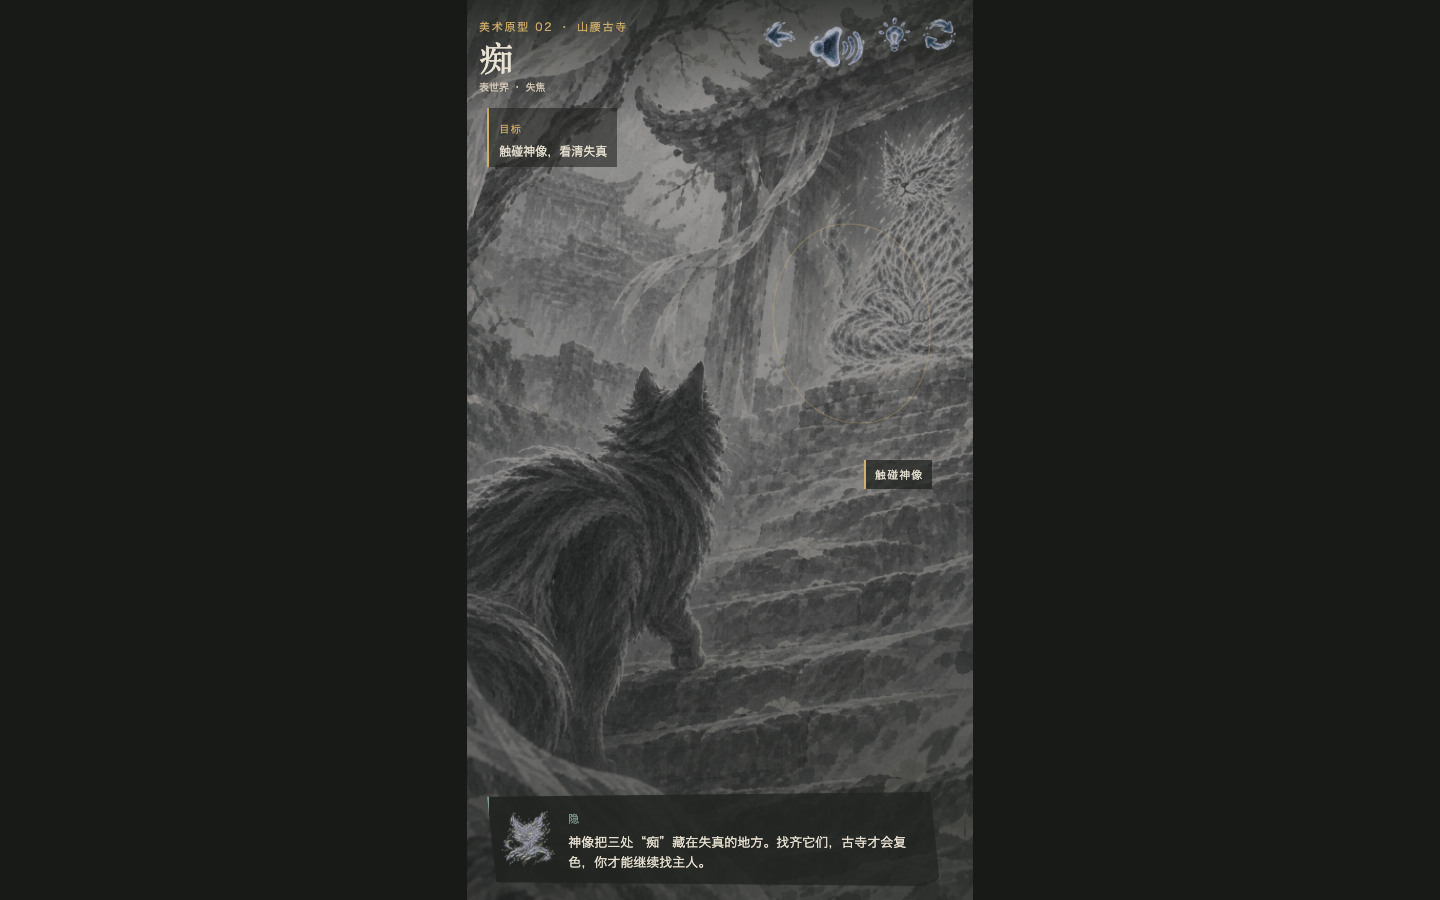 美术原型 02 · 山腰古寺
痴
表世界 · 失焦
目标
触碰神像，看清失真
触碰神像
隐
神像把三处“痴”藏在失真的地方。找齐它们，古寺才会复
色，你才能继续找主人。